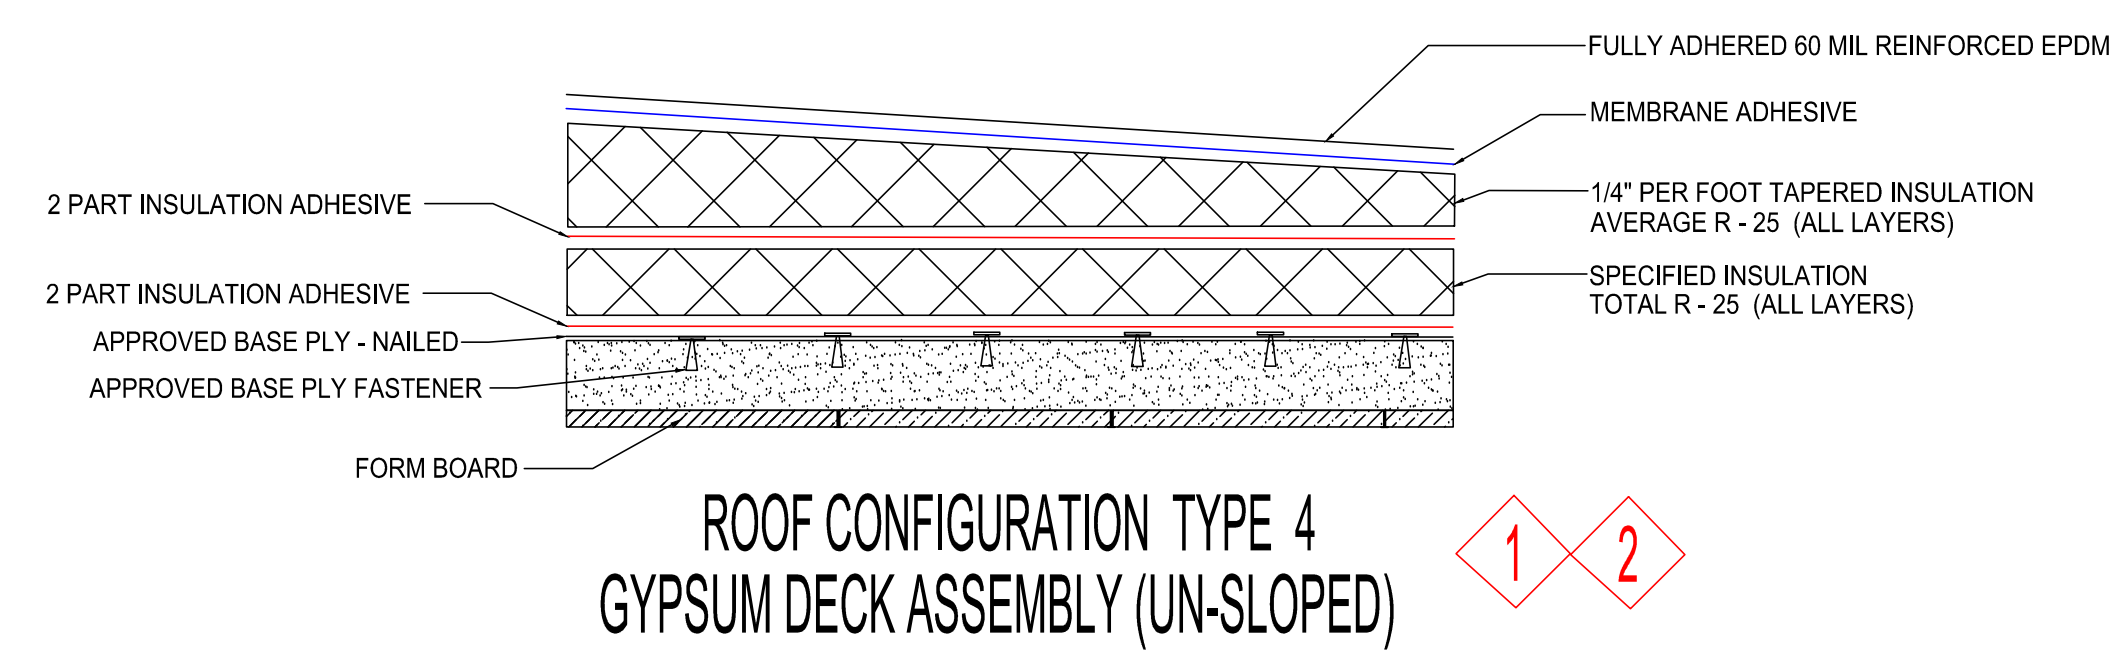 FULLY ADHERED 60 MIL REINFORCED EPDM
MEMBRANE ADHESIVE
1/4" PER FOOT TAPERED INSULATION
AVERAGE R - 25 (ALL LAYERS)
SPECIFIED INSULATION
TOTAL R - 25 (ALL LAYERS)
2 PART INSULATION ADHESIVE
2 PART INSULATION ADHESIVE
APPROVED BASE PLY - NAILED
APPROVED BASE PLY FASTENER
FORM BOARD
ROOF CONFIGURATION TYPE 4
GYPSUM DECK ASSEMBLY (UN-SLOPED)
1 2